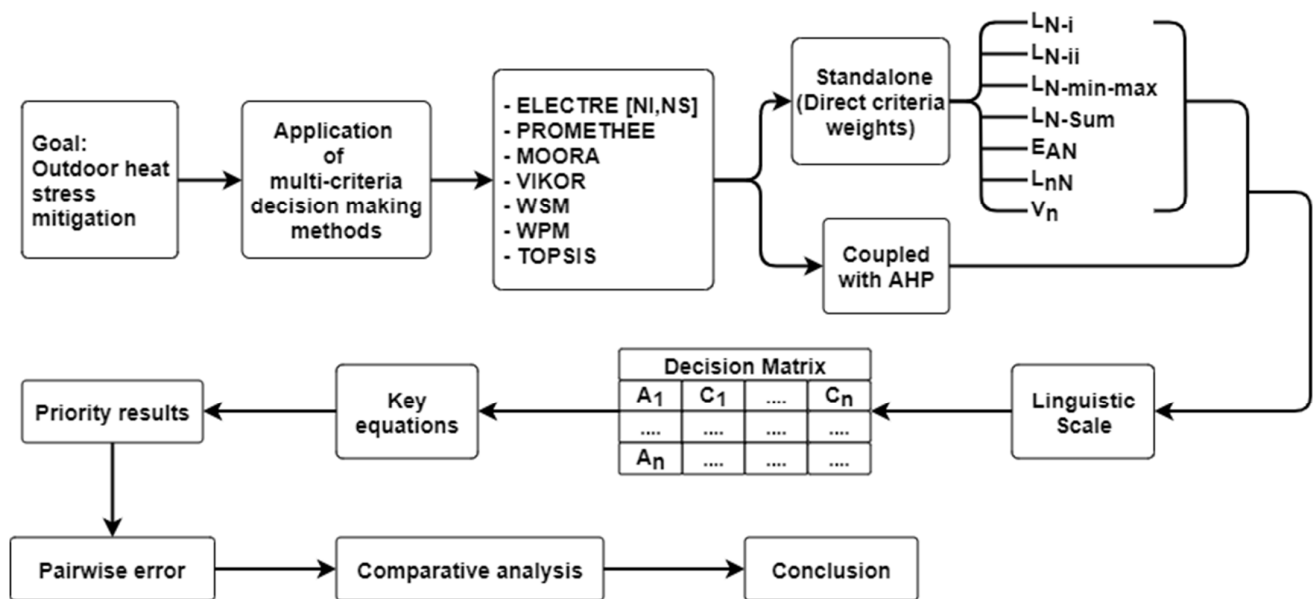 Goal:
Outdoor heat
stress
mitigation
Application
of
multi-criteria
decision making
methods
- ELECTRE [NI,NS]
- PROMETHEE
- MOORA
- VIKOR
- WSM
- WPM
- TOPSIS
Standalone
(Direct criteria
weights)
LN-i
LN-ii
LN-min-max
LN-Sum
EAN
LnN
Vn
Coupled
with AHP
Linguistic
Scale
Decision Matrix
A1 C1 .... Cn
.... .... .... ....
An .... .... ....
Key
equations
Priority results
Pairwise error
Comparative analysis
Conclusion